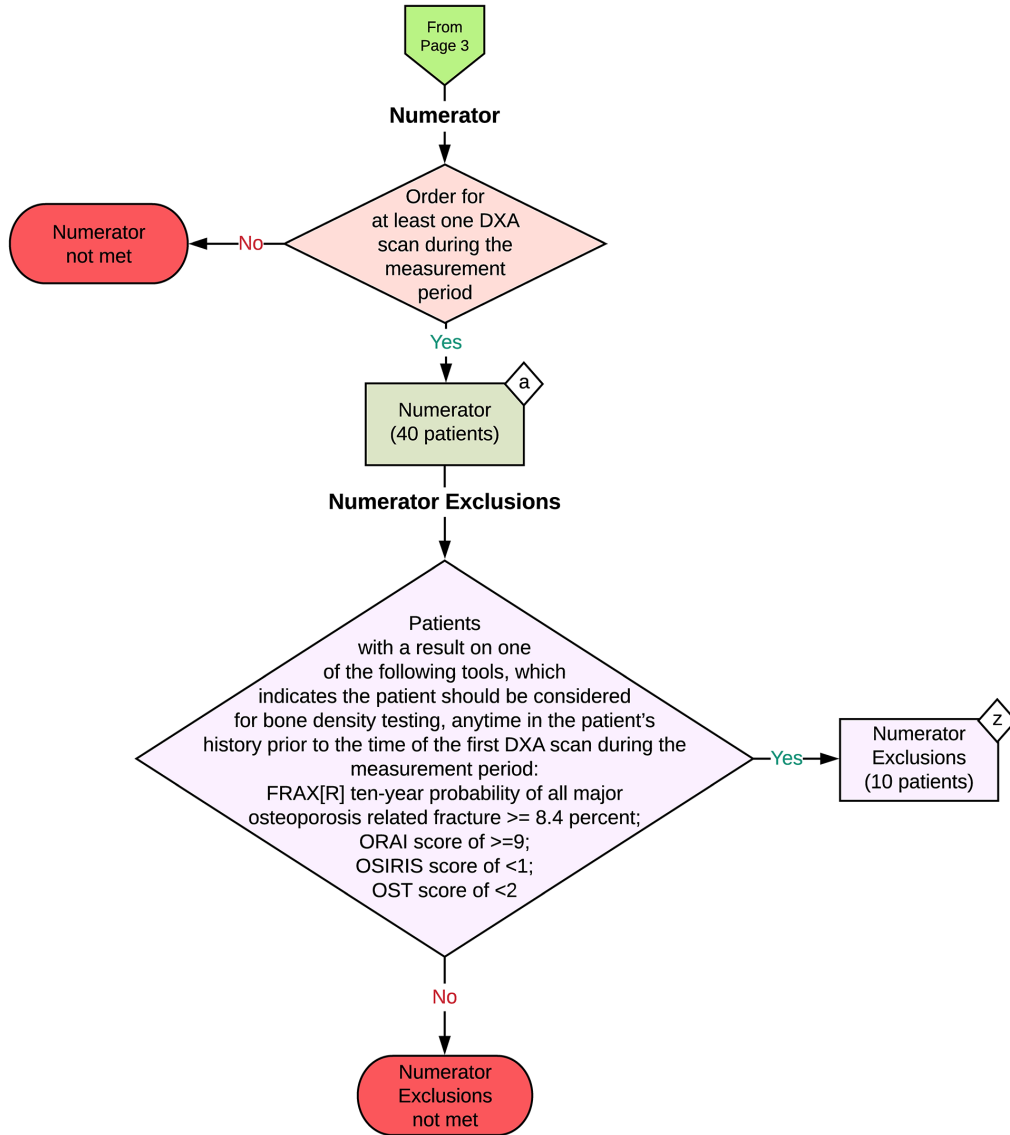 From
Page 3
Numerator
Order for
at least one DXA
scan during the
measurement
period
No
Numerator
not met
Yes
a
Numerator
(40 patients)
Numerator Exclusions
Patients
with a result on one
of the following tools, which
indicates the patient should be considered
for bone density testing, anytime in the patient’s
history prior to the time of the first DXA scan during the
measurement period:
FRAX[R] ten-year probability of all major
osteoporosis related fracture >= 8.4 percent;
ORAI score of >=9;
OSIRIS score of <1;
OST score of <2
Yes
z
Numerator
Exclusions
(10 patients)
No
Numerator
Exclusions
not met